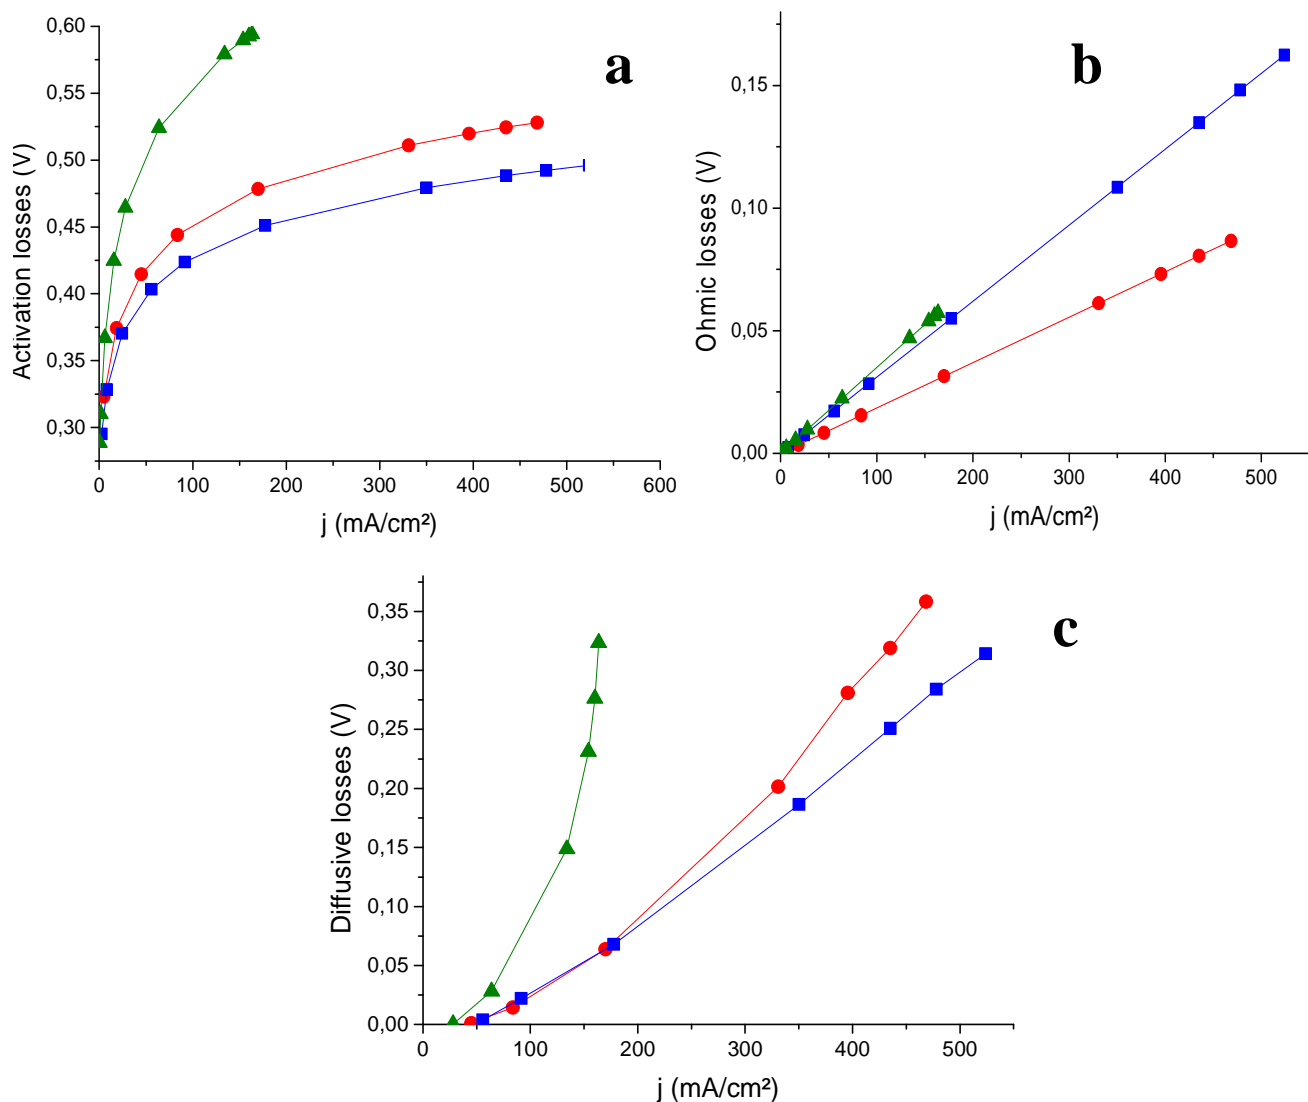 a
Activation losses (V)
0,60
0,55
0,50
0,45
0,40
0,35
0,30
0 100 200 300 400 500 600
j (mA/cm²)
b
Ohmic losses (V)
0,15
0,10
0,05
0,00
0 100 200 300 400 500
j (mA/cm²)
c
Diffusive losses (V)
0,35
0,30
0,25
0,20
0,15
0,10
0,05
0,00
0 100 200 300 400 500
j (mA/cm²)